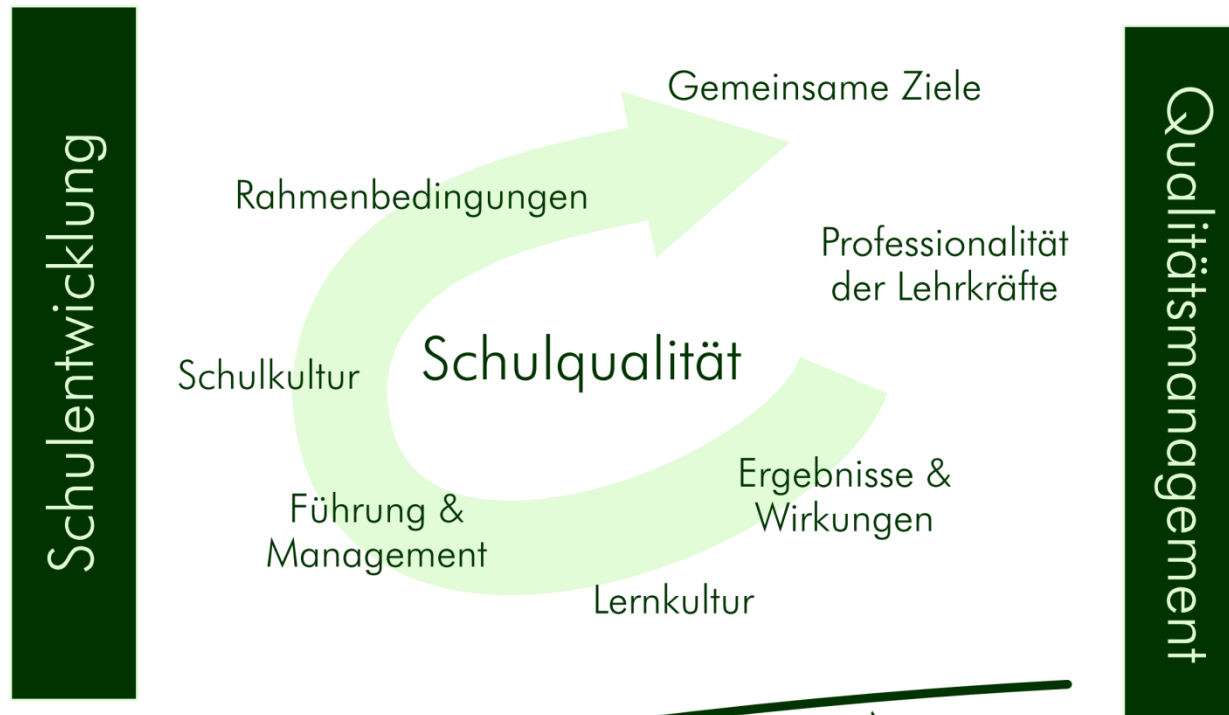 Schulentwicklung
Gemeinsame Ziele
Rahmenbedingungen
Professionalität
der Lehrkräfte
Schulqualität
Schulkultur
Ergebnisse &
Wirkungen
Führung &
Management
Lernkultur
Qualitätsmanagement